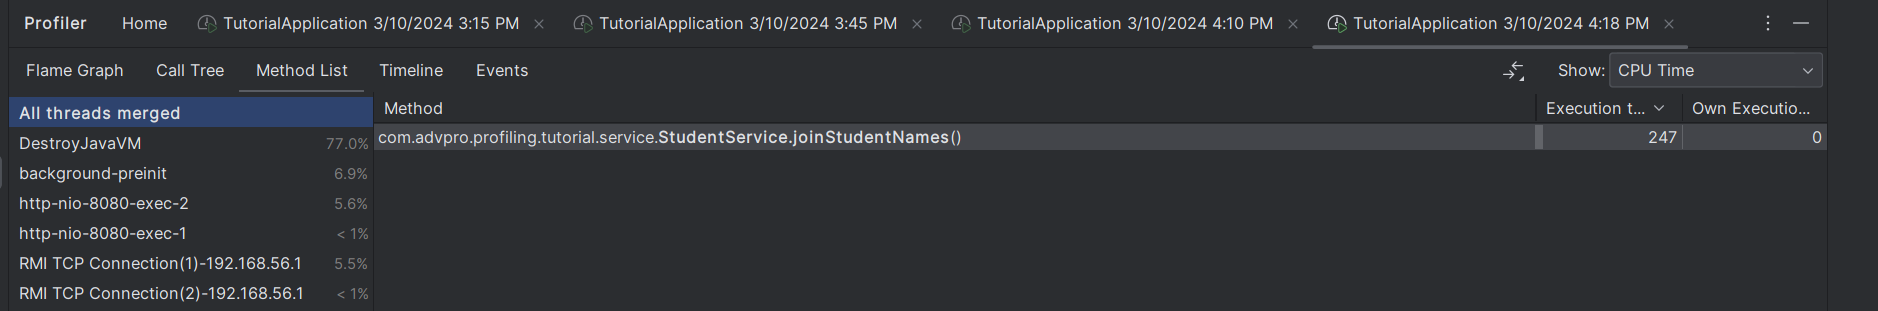 Profiler Home TutorialApplication 3/10/2024 3:15 PM TutorialApplication 3/10/2024 3:45 PM TutorialApplication 3/10/2024 4:10 PM TutorialApplication 3/10/2024 4:18 PM
Flame Graph Call Tree Method List Timeline Events Show: CPU Time
All threads merged
DestroyJavaVM 77.0%
background-preinit 6.9%
http-nio-8080-exec-2 5.6%
http-nio-8080-exec-1 < 1%
RMI TCP Connection(1)-192.168.56.1 5.5%
RMI TCP Connection(2)-192.168.56.1 < 1%
Method Execution t... Own Executio...
com.advpro.profiling.tutorial.service.StudentService.joinStudentNames() 247 0